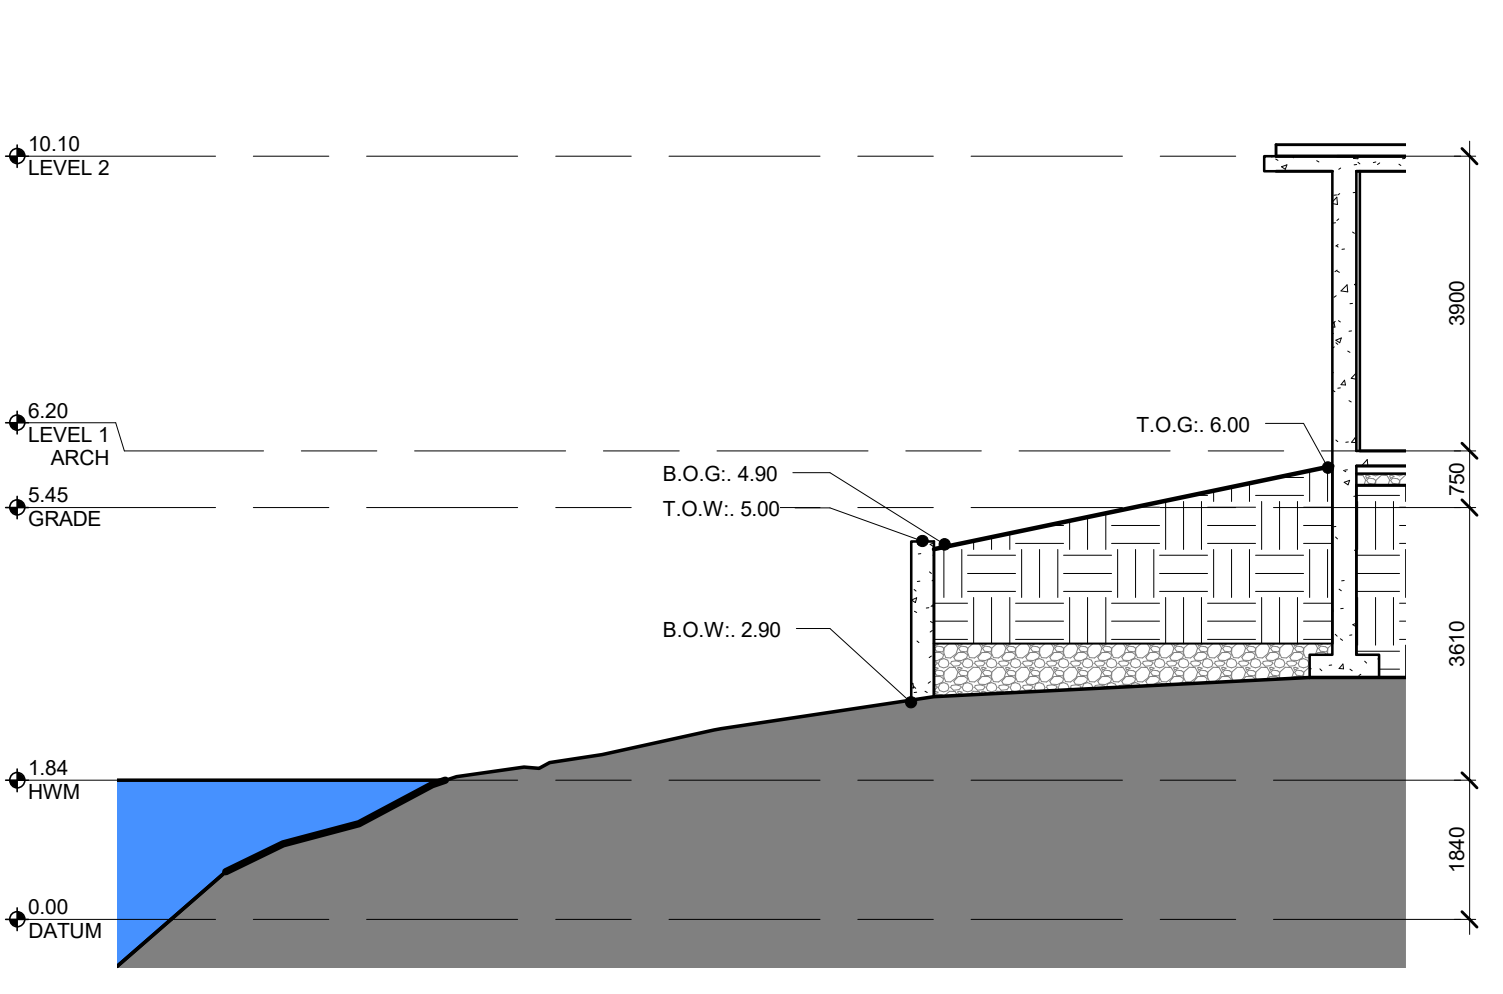 10.10
LEVEL 2
3900
6.20
LEVEL 1
ARCH
T.O.G:. 6.00
B.O.G:. 4.90
750
5.45
GRADE
T.O.W:. 5.00
B.O.W:. 2.90
3610
1.84
HWM
1840
0.00
DATUM